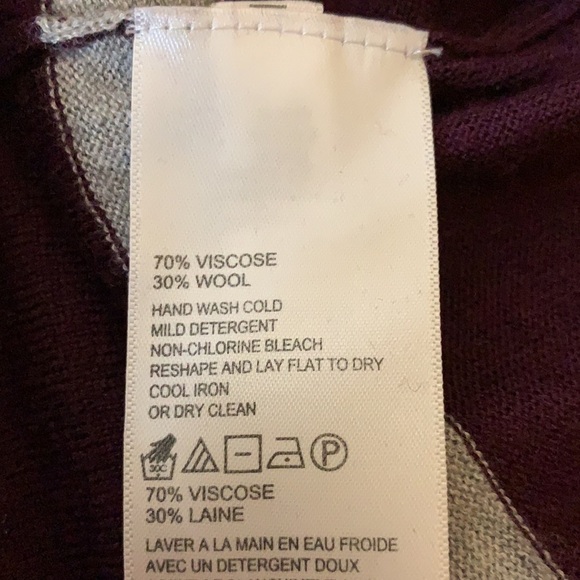 70% VISCOSE
30% WOOL
HAND WASH COLD
MILD DETERGENT
NON-CHLORINE BLEACH
RESHAPE AND LAY FLAT TO DRY
COOL IRON
OR DRY CLEAN
30C P
70% VISCOSE
30% LAINE
LAVER A LA MAIN EN EAU FROIDE
AVEC UN DETERGENT DOUX